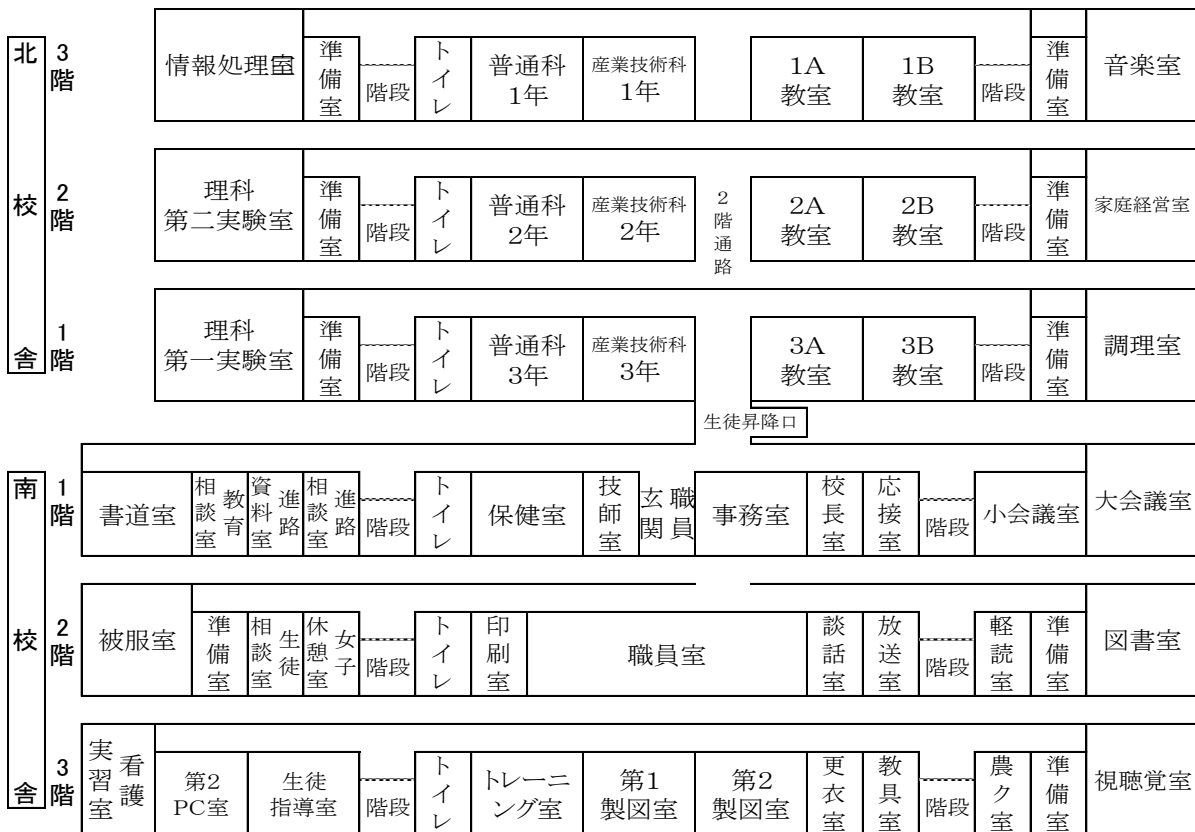 北校舎
3階
情報処理室
準備室
階段
トイレ
普通科
1年
産業技術科
1年
1A
教室
1B
教室
階段
準備室
音楽室
2階
理科
第二実験室
準備室
階段
トイレ
普通科
2年
産業技術科
2年
2階通路
2A
教室
2B
教室
階段
準備室
家庭経営室
1階
理科
第一実験室
準備室
階段
トイレ
普通科
3年
産業技術科
3年
3A
教室
3B
教室
階段
準備室
調理室
生徒昇降口
南校舎
1階
書道室
教育
相談室
進路
資料室
進路
相談室
階段
トイレ
保健室
技師室
職員
玄関
事務室
校長室
応接室
階段
小会議室
大会議室
2階
被服室
準備室
生徒
相談室
女子
休憩室
階段
トイレ
印刷室
職員室
談話室
放送室
階段
軽読室
準備室
図書室
3階
看護
実習室
第2
PC室
生徒
指導室
階段
トイレ
トレーニ
ング室
第1
製図室
第2
製図室
更衣室
教具室
階段
農ク室
準備室
視聴覚室